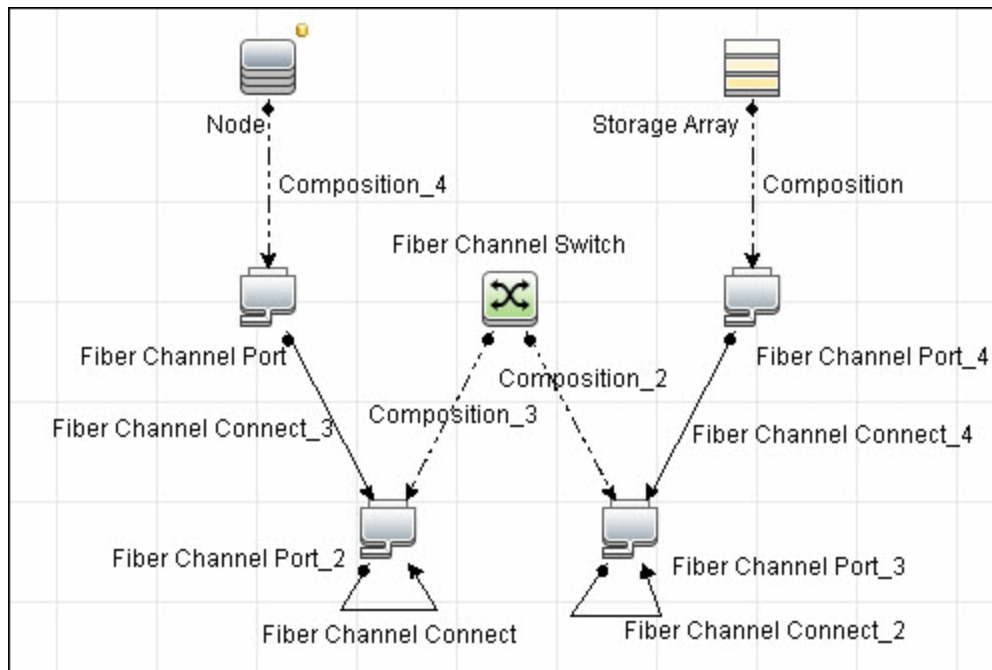 Node
Storage Array
Composition_4
Composition
Fiber Channel Switch
Fiber Channel Port
Fiber Channel Port_4
Composition_2
Composition_3
Fiber Channel Connect_3
Fiber Channel Connect_4
Fiber Channel Port_2
Fiber Channel Port_3
Fiber Channel Connect
Fiber Channel Connect_2